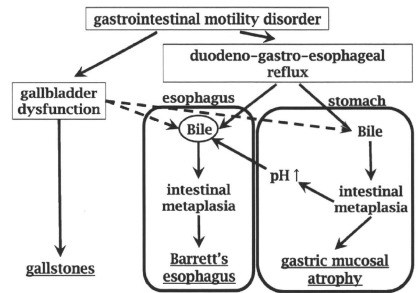 gastrointestinal motility disorder
duodeno-gastro-esophageal
reflux
gallbladder
dysfunction
esophagus
stomach
Bile
Bile
pH ↑
intestinal
metaplasia
intestinal
metaplasia
Barrett's
esophagus
gastric mucosal
atrophy
gallstones